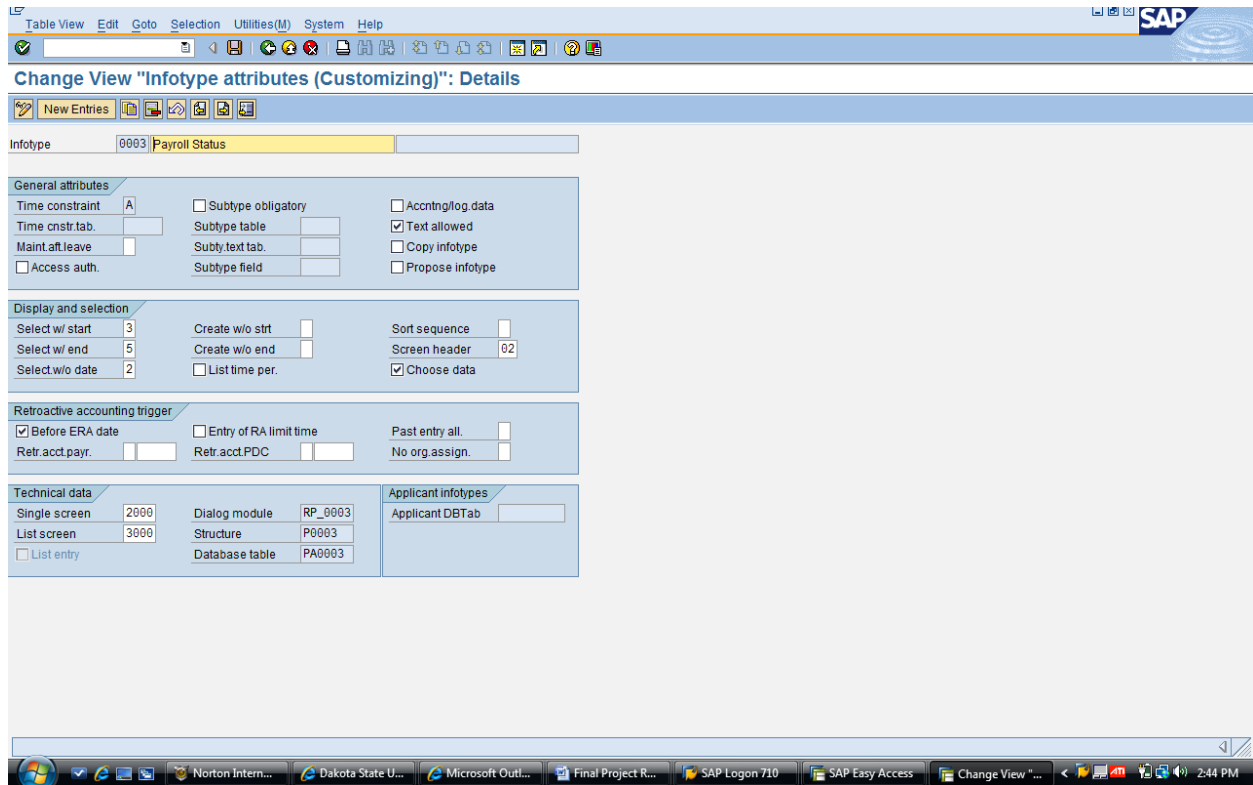 Table View Edit Goto Selection Utilities(M) System Help
SAP
Change View "Infotype attributes (Customizing)": Details
New Entries
Infotype 0003 Payroll Status
General attributes
Time constraint A Subtype obligatory Accntng/log.data
Time cnstr.tab. Subtype table Text allowed
Maint.aft.leave Subty.text tab. Copy infotype
Access auth. Subtype field Propose infotype
Display and selection
Select w/ start 3 Create w/o strt Sort sequence
Select w/ end 5 Create w/o end Screen header 02
Select.w/o date 2 List time per. Choose data
Retroactive accounting trigger
Before ERA date Entry of RA limit time Past entry all.
Retr.acct.payr. Retr.acct.PDC No org.assign.
Technical data Applicant infotypes
Single screen 2000 Dialog module RP_0003 Applicant DBTab
List screen 3000 Structure P0003
List entry Database table PA0003
Norton Intern... Dakota State U... Microsoft Outl... Final Project R... SAP Logon 710 SAP Easy Access Change View "... ATI 2:44 PM